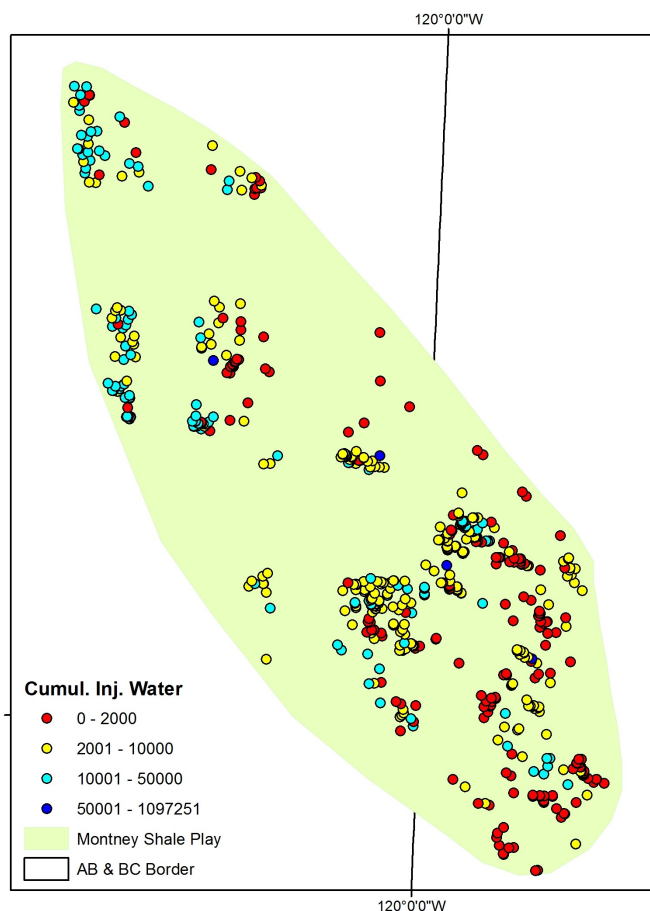 120°0'0"W
Cumul. Inj. Water
0 - 2000
2001 - 10000
10001 - 50000
50001 - 1097251
Montney Shale Play
AB & BC Border
120°0'0"W